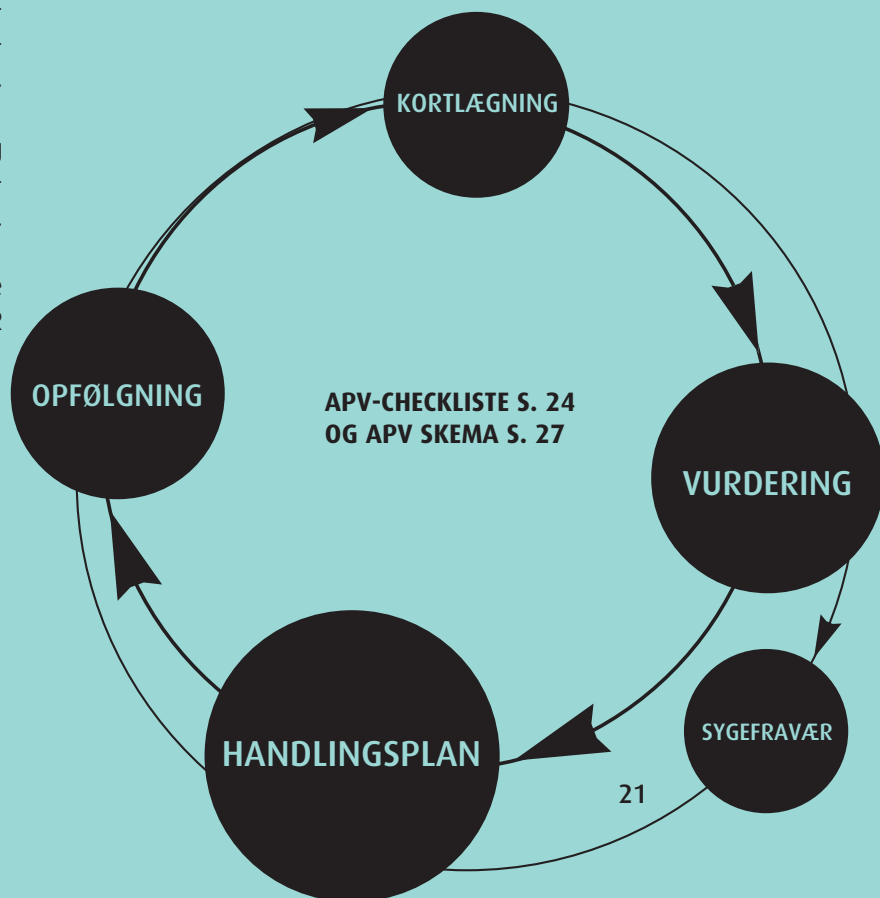 KORTLÆGNING
OPFØLGNING
APV-CHECKLISTE S. 24
OG APV SKEMA S. 27
VURDERING
SYGEFRAVÆR
HANDLINGSPLAN
21